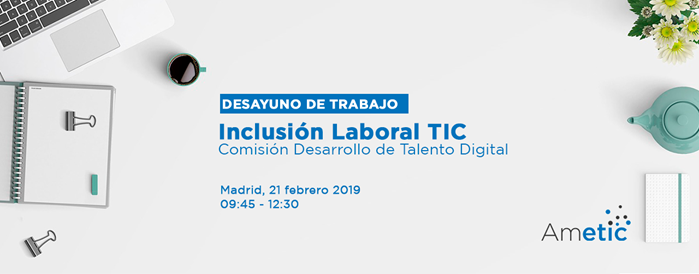 DESAYUNO DE TRABAJO
Inclusión Laboral TIC
Comisión Desarrollo de Talento Digital
Madrid, 21 febrero 2019
09:45 - 12:30
Ametic